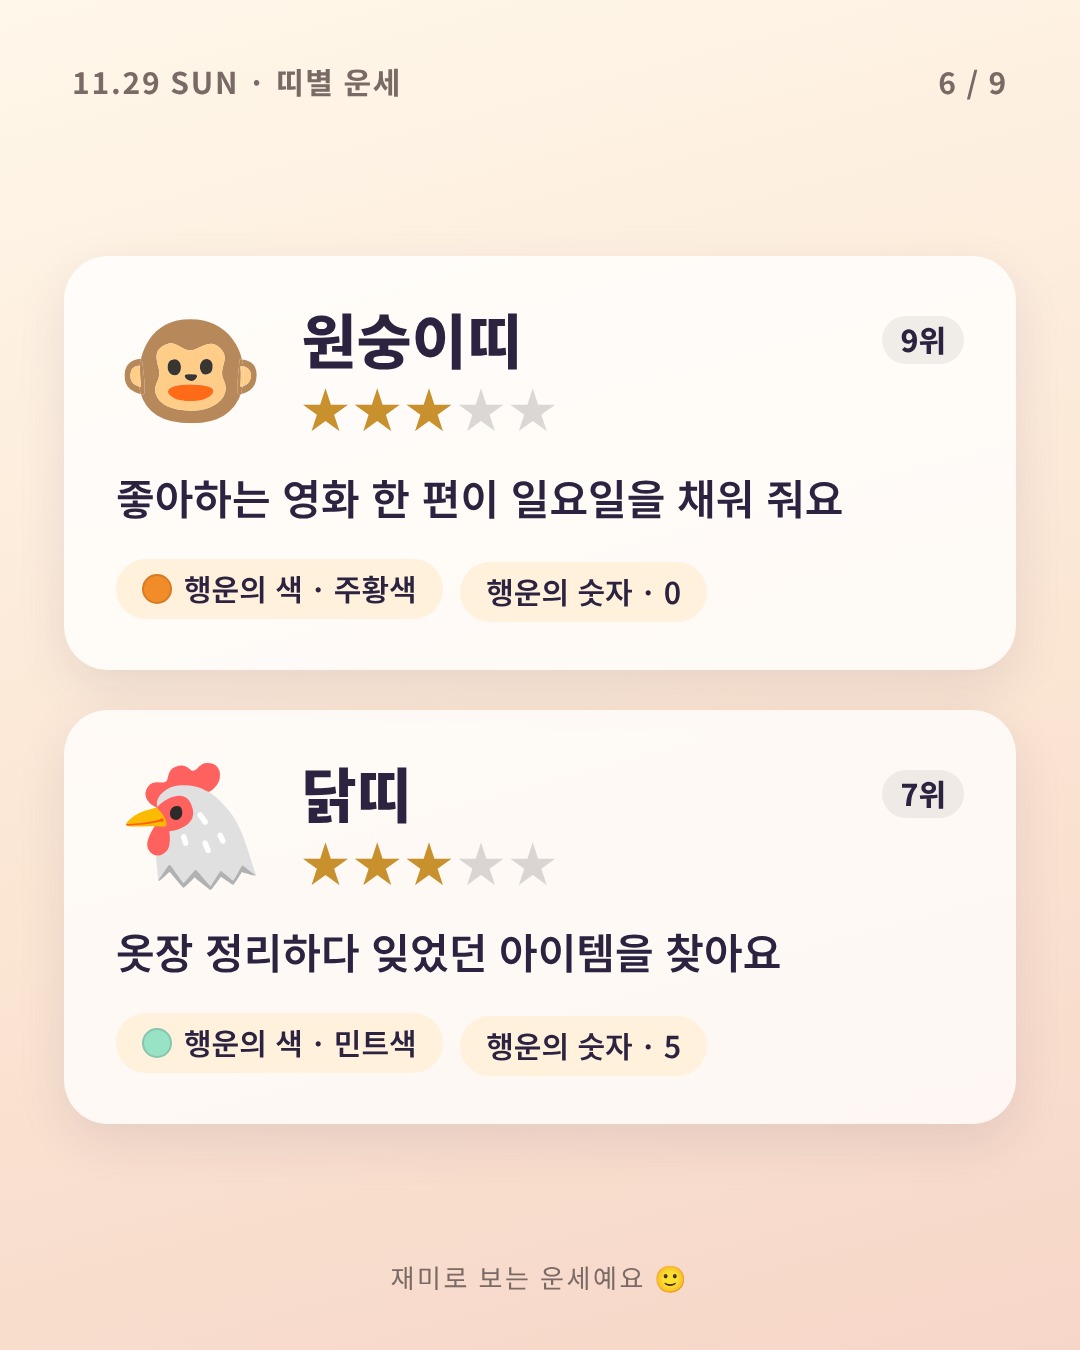 11.29 SUN · 띠별 운세
6 / 9
원숭이띠
9위
★★★★★
좋아하는 영화 한 편이 일요일을 채워 줘요
행운의 색 · 주황색
행운의 숫자 · 0
닭띠
7위
★★★★★
옷장 정리하다 잊었던 아이템을 찾아요
행운의 색 · 민트색
행운의 숫자 · 5
재미로 보는 운세예요 🙂